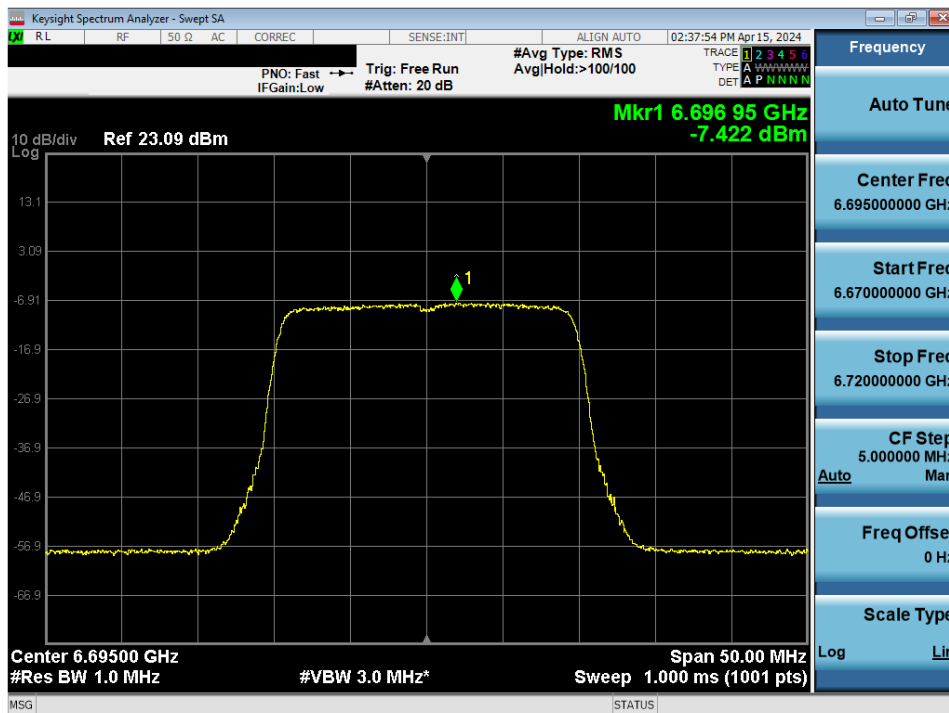 Keysight Spectrum Analyzer - Swept SA
LXI RL RF 50 Ω AC CORREC SENSE:INT ALIGN AUTO 02:37:54 PM Apr 15, 2024
PNO: Fast
IFGain:Low
Trig: Free Run
#Atten: 20 dB
#Avg Type: RMS
Avg|Hold:>100/100
TRACE 1 2 3 4 5 6
TYPE A WWWWW
DET A P N N N N
Mkr1 6.696 95 GHz
-7.422 dBm
10 dB/div Ref 23.09 dBm
Log
13.1
3.09
-6.91
-16.9
-26.9
-36.9
-46.9
-56.9
-66.9
1
Center 6.69500 GHz Span 50.00 MHz
#Res BW 1.0 MHz #VBW 3.0 MHz* Sweep 1.000 ms (1001 pts)
MSG STATUS
Frequency
Auto Tune
Center Freq
6.695000000 GHz
Start Freq
6.670000000 GHz
Stop Freq
6.720000000 GHz
CF Step
5.000000 MHz
Auto Man
Freq Offset
0 Hz
Scale Type
Log Lin